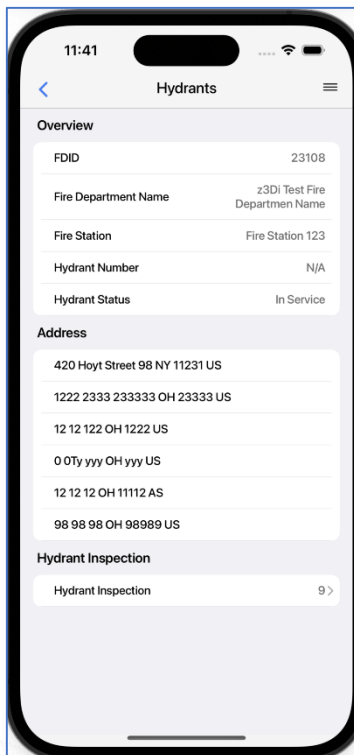 11:41
Hydrants
Overview
FDID 23108
Fire Department Name z3Di Test Fire
Departmen Name
Fire Station Fire Station 123
Hydrant Number N/A
Hydrant Status In Service
Address
420 Hoyt Street 98 NY 11231 US
1222 2333 233333 OH 23333 US
12 12 122 OH 1222 US
0 0Ty yyy OH yyy US
12 12 12 OH 11112 AS
98 98 98 OH 98989 US
Hydrant Inspection
Hydrant Inspection 9